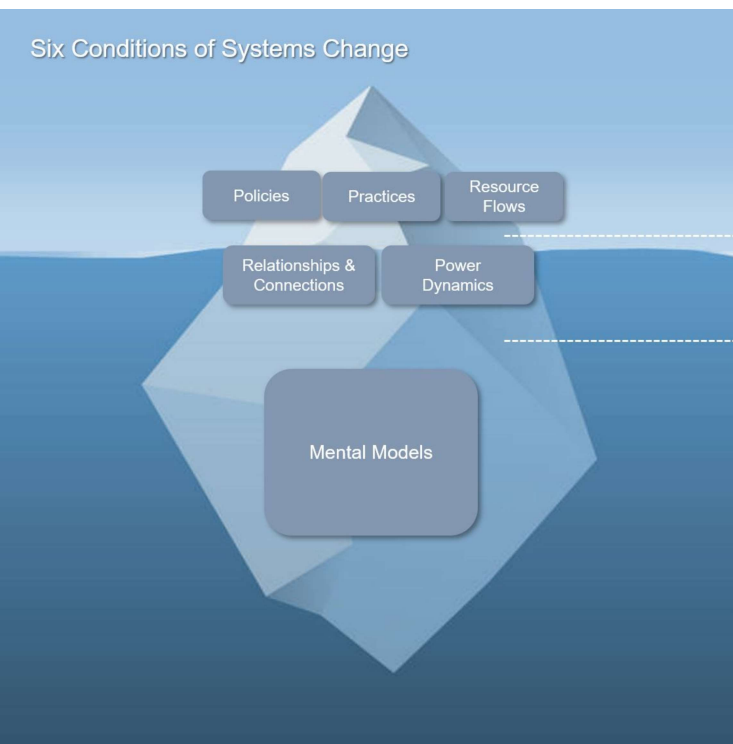 Six Conditions of Systems Change
Policies
Practices
Resource
Flows
Relationships &
Connections
Power
Dynamics
Mental Models